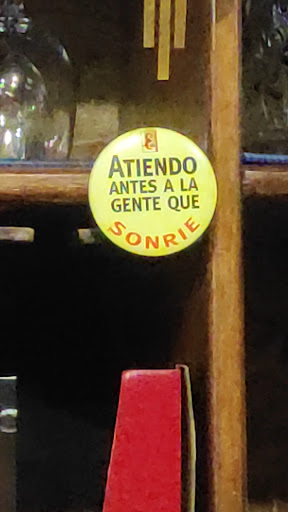 ATIENDO
ANTES A LA
GENTE QUE
SONRIE